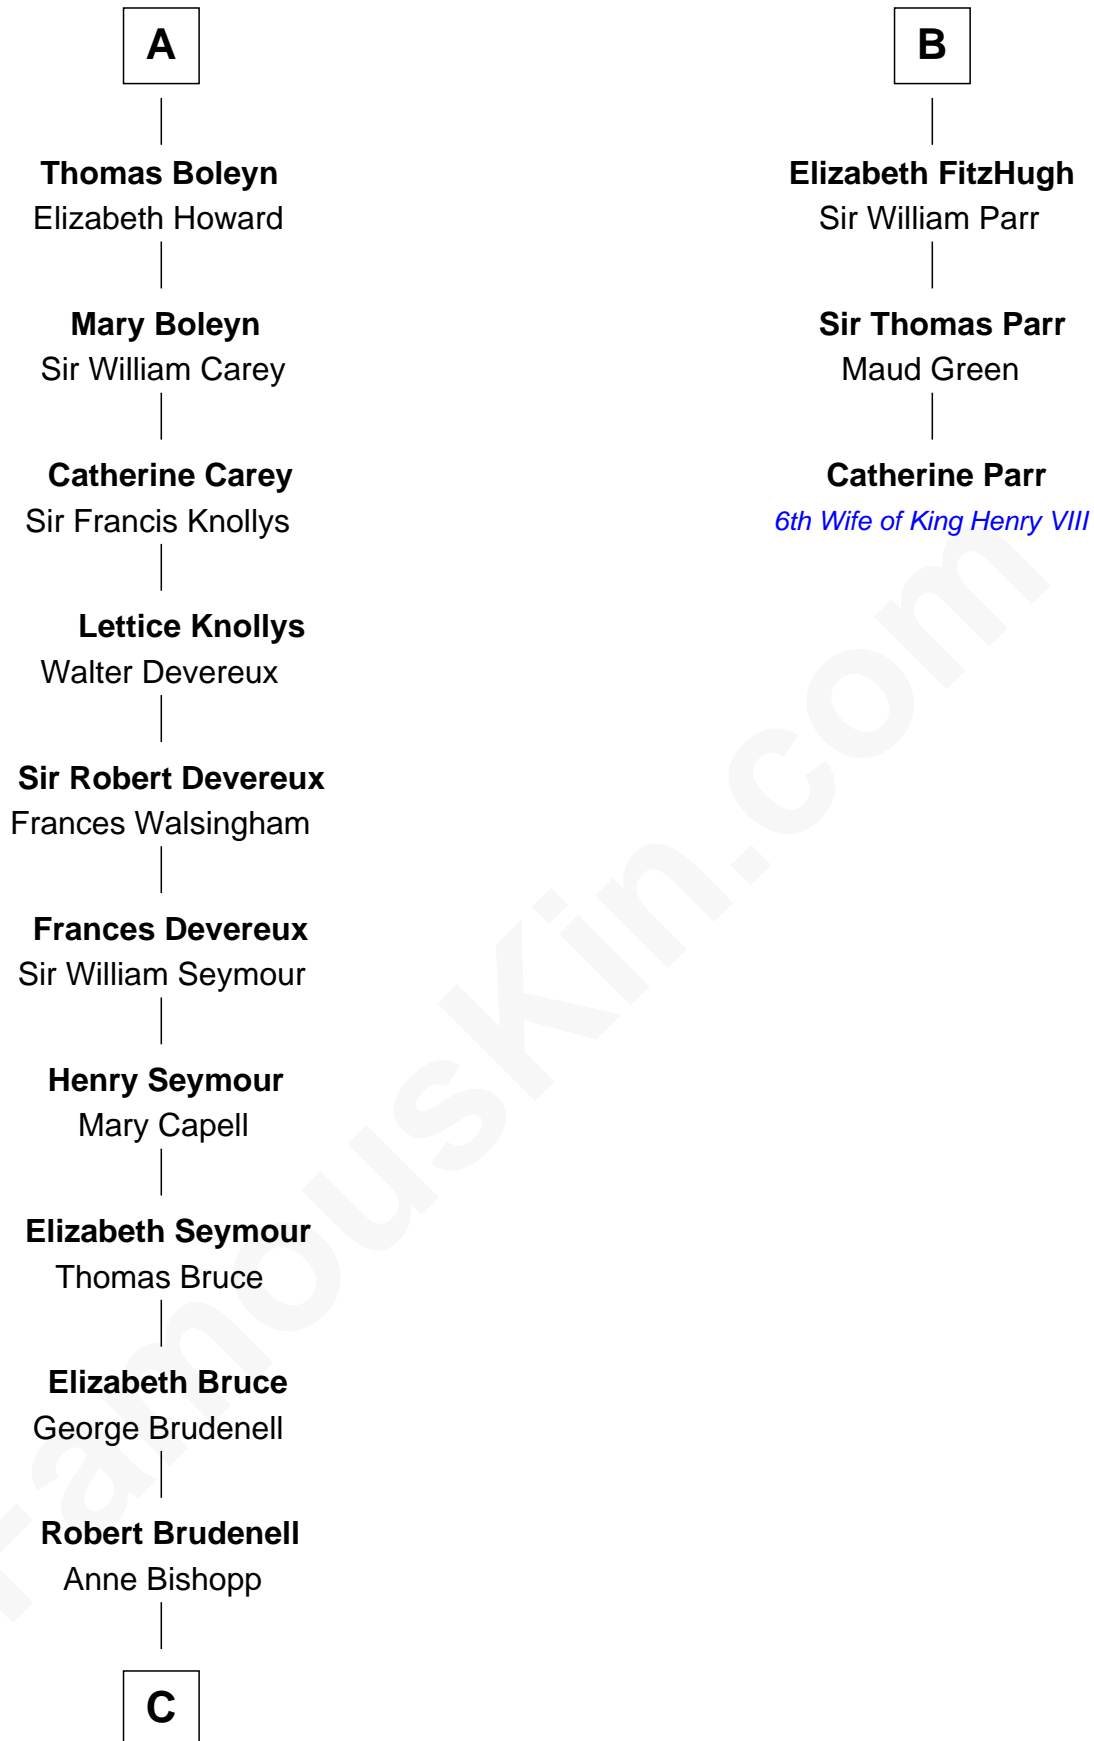 A
Thomas Boleyn
Elizabeth Howard
Mary Boleyn
Sir William Carey
Catherine Carey
Sir Francis Knollys
Lettice Knollys
Walter Devereux
Sir Robert Devereux
Frances Walsingham
Frances Devereux
Sir William Seymour
Henry Seymour
Mary Capell
Elizabeth Seymour
Thomas Bruce
Elizabeth Bruce
George Brudenell
Robert Brudenell
Anne Bishopp
C
B
Elizabeth FitzHugh
Sir William Parr
Sir Thomas Parr
Maud Green
Catherine Parr
6th Wife of King Henry VIII
FamousKin.com